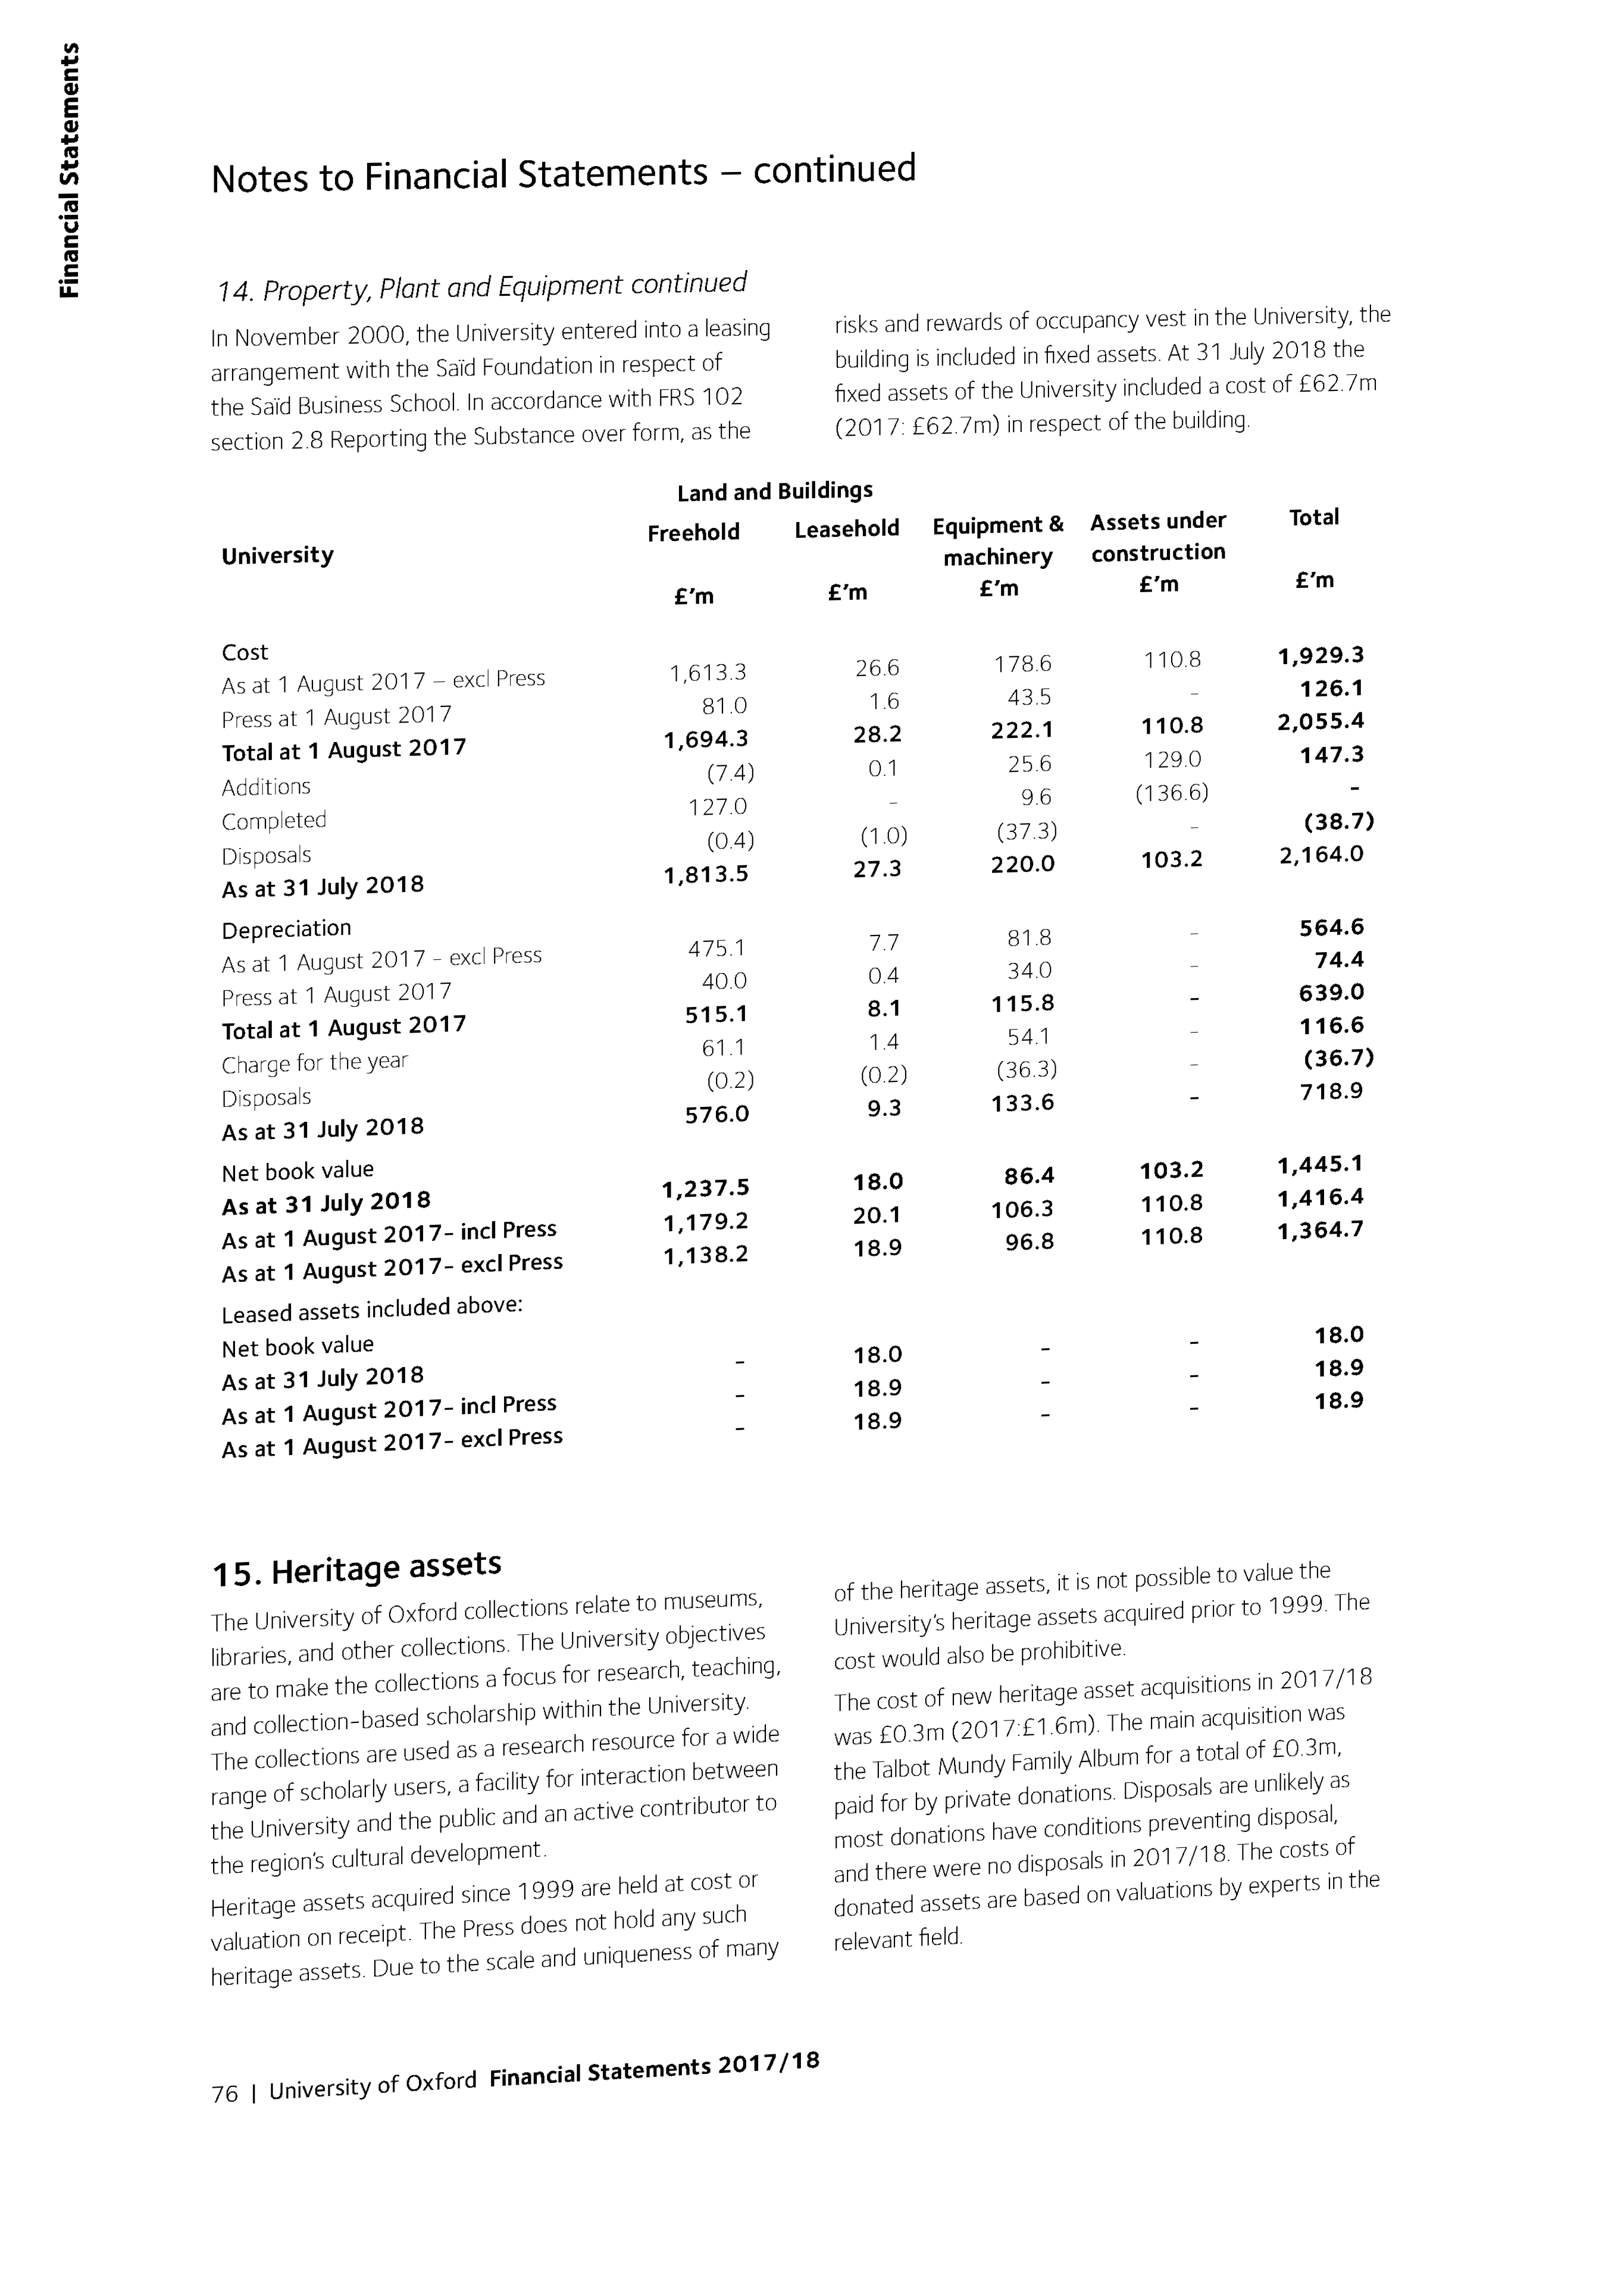 Financial Statements
Notes to Financial Statements – continued
14. Property, Plant and Equipment continued
In November 2000, the University entered into a leasing
arrangement with the Saïd Foundation in respect of
the Saïd Business School. In accordance with FRS 102
section 2.8 Reporting the Substance over form, as the
risks and rewards of occupancy vest in the University, the
building is included in fixed assets. At 31 July 2018 the
fixed assets of the University included a cost of £62.7m
(2017: £62.7m) in respect of the building.
Land and Buildings
University Freehold Leasehold Equipment & Assets under Total
machinery construction
£'m £'m £'m £'m £'m
Cost
As at 1 August 2017 – excl Press 1,613.3 26.6 178.6 110.8 1,929.3
Press at 1 August 2017 81.0 1.6 43.5 - 126.1
Total at 1 August 2017 1,694.3 28.2 222.1 110.8 2,055.4
Additions (7.4) 0.1 25.6 129.0 147.3
Completed 127.0 - 9.6 (136.6) -
Disposals (0.4) (1.0) (37.3) - (38.7)
As at 31 July 2018 1,813.5 27.3 220.0 103.2 2,164.0
Depreciation
As at 1 August 2017 - excl Press 475.1 7.7 81.8 - 564.6
Press at 1 August 2017 40.0 0.4 34.0 - 74.4
Total at 1 August 2017 515.1 8.1 115.8 - 639.0
Charge for the year 61.1 1.4 54.1 - 116.6
Disposals (0.2) (0.2) (36.3) - (36.7)
As at 31 July 2018 576.0 9.3 133.6 - 718.9
Net book value
As at 31 July 2018 1,237.5 18.0 86.4 103.2 1,445.1
As at 1 August 2017- incl Press 1,179.2 20.1 106.3 110.8 1,416.4
As at 1 August 2017- excl Press 1,138.2 18.9 96.8 110.8 1,364.7
Leased assets included above:
Net book value
As at 31 July 2018 - 18.0 - - 18.0
As at 1 August 2017- incl Press - 18.9 - - 18.9
As at 1 August 2017- excl Press - 18.9 - - 18.9
15. Heritage assets
The University of Oxford collections relate to museums,
libraries, and other collections. The University objectives
are to make the collections a focus for research, teaching,
and collection-based scholarship within the University.
The collections are used as a research resource for a wide
range of scholarly users, a facility for interaction between
the University and the public and an active contributor to
the region's cultural development.
Heritage assets acquired since 1999 are held at cost or
valuation on receipt. The Press does not hold any such
heritage assets. Due to the scale and uniqueness of many
of the heritage assets, it is not possible to value the
University's heritage assets acquired prior to 1999. The
cost would also be prohibitive.
The cost of new heritage asset acquisitions in 2017/18
was £0.3m (2017:£1.6m). The main acquisition was
the Talbot Mundy Family Album for a total of £0.3m,
paid for by private donations. Disposals are unlikely as
most donations have conditions preventing disposal,
and there were no disposals in 2017/18. The costs of
donated assets are based on valuations by experts in the
relevant field.
76 | University of Oxford Financial Statements 2017/18